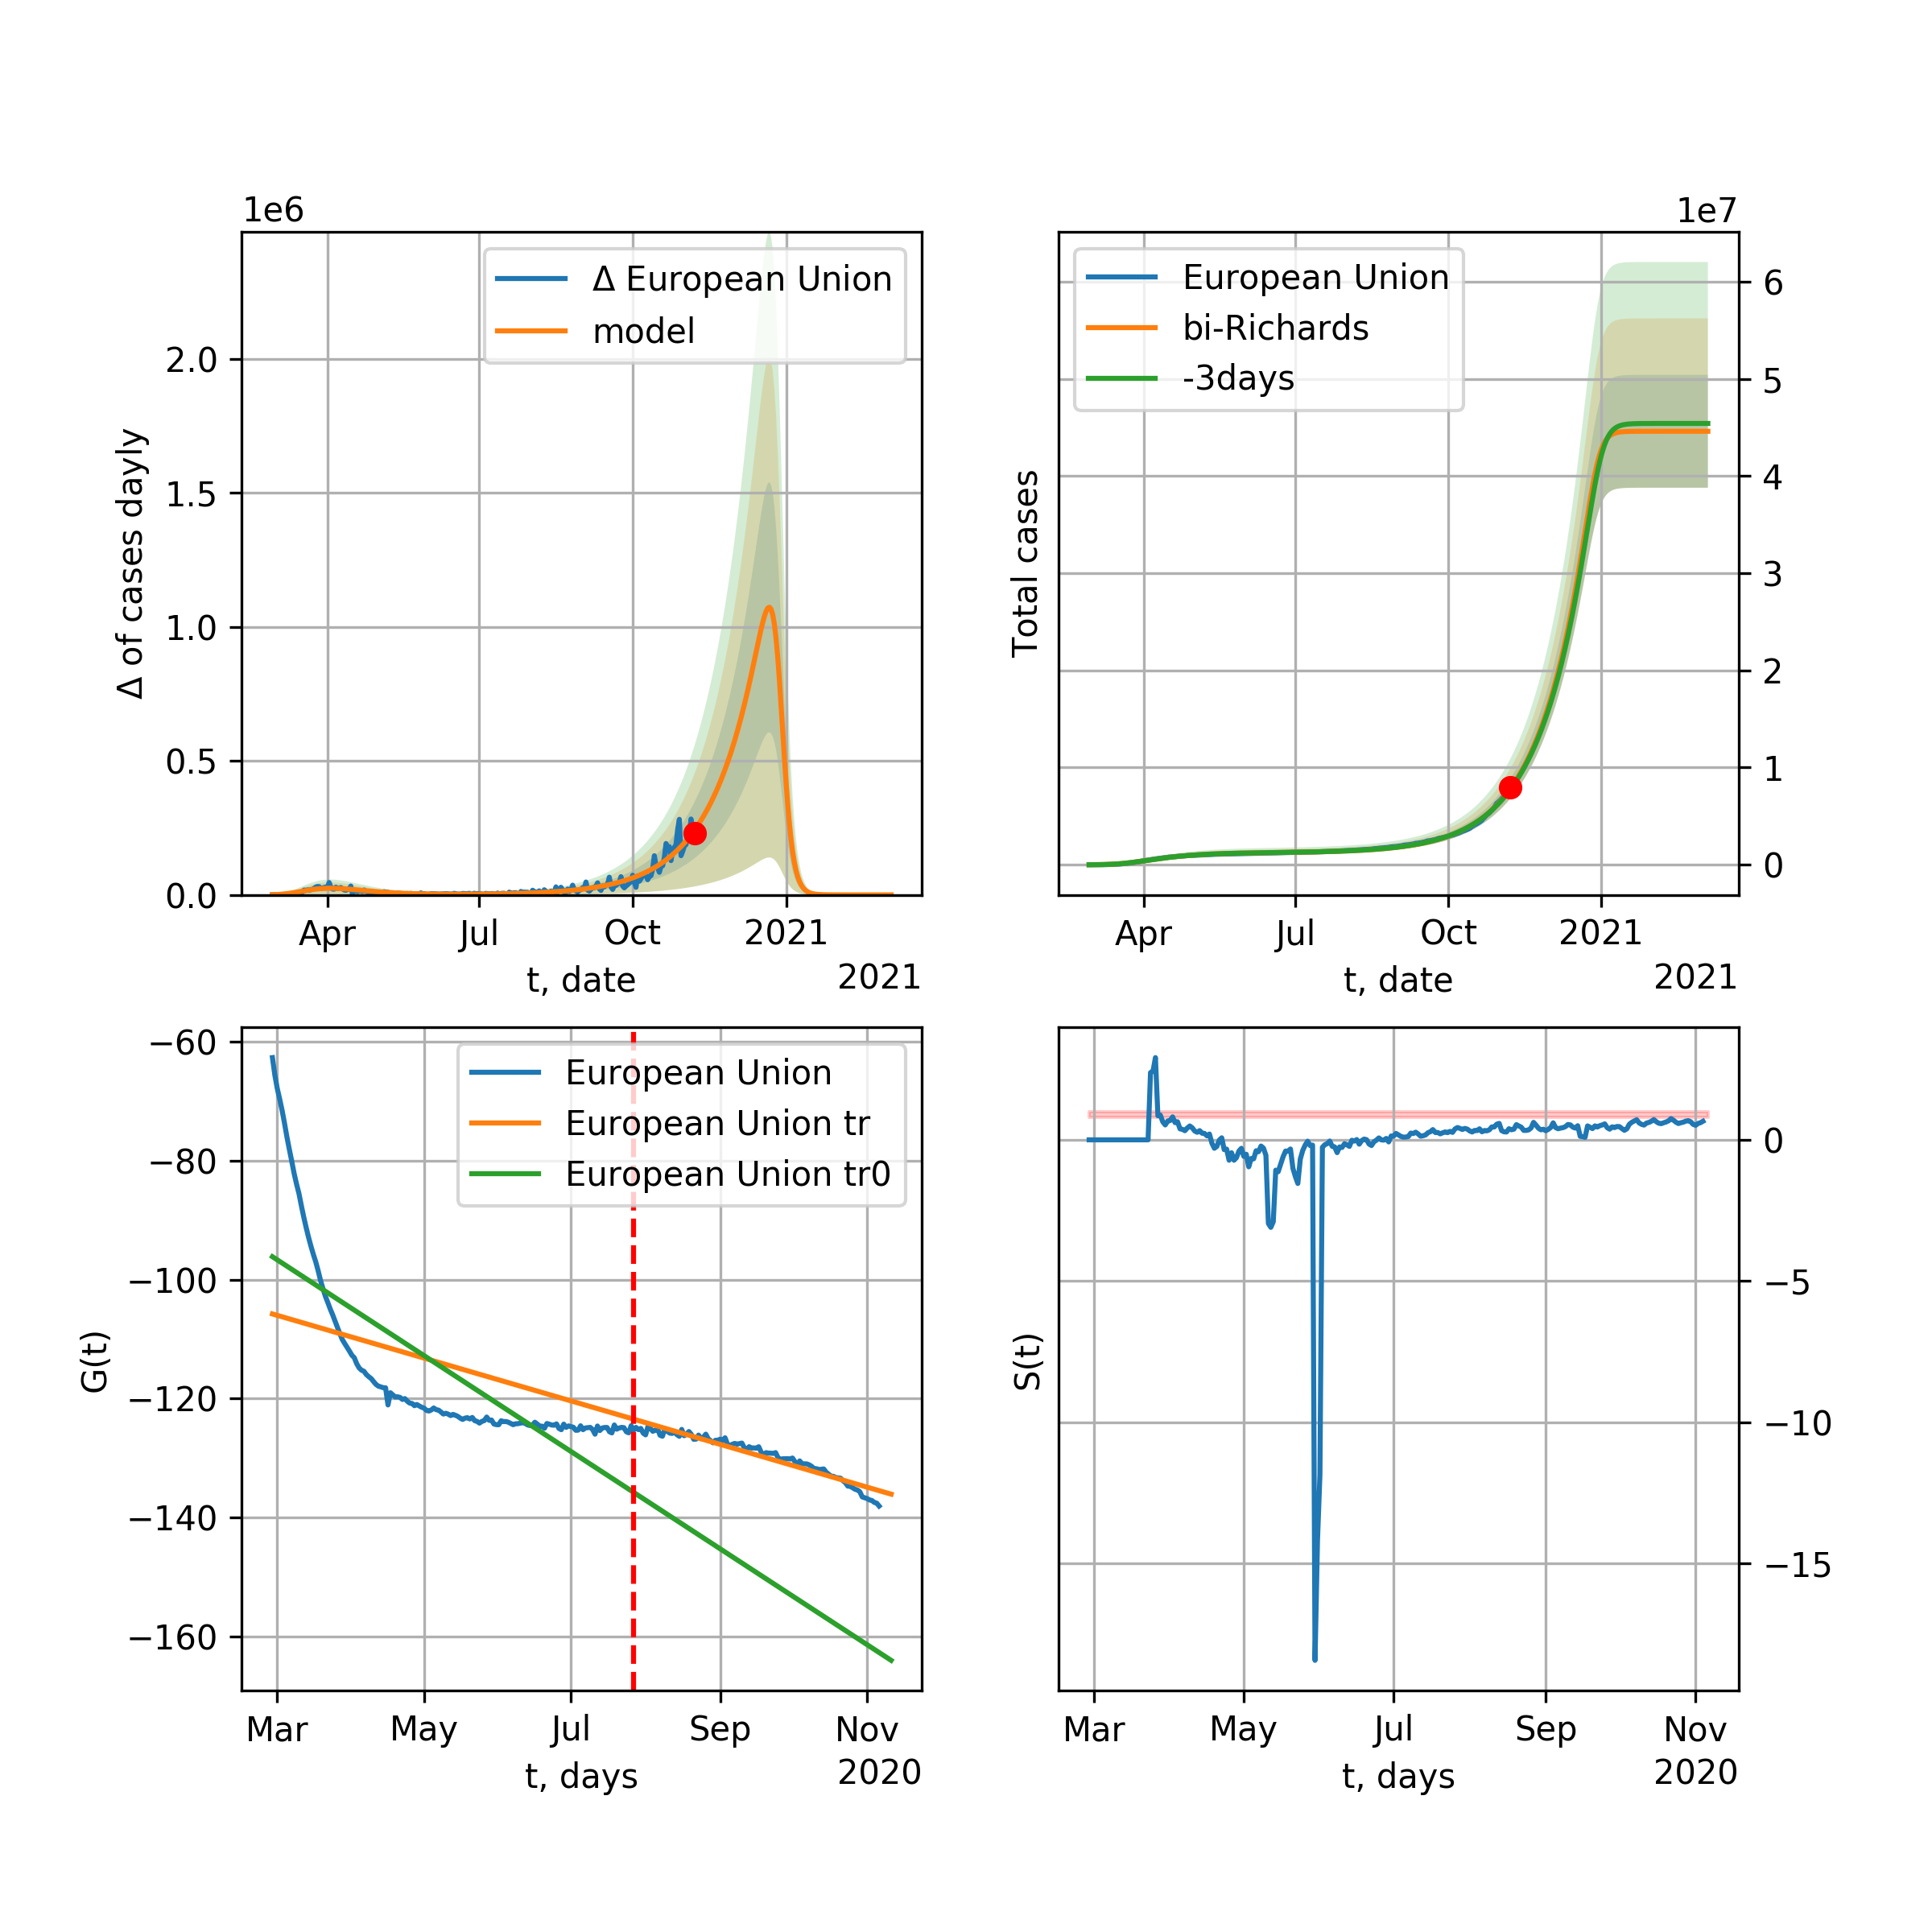 1e6
Δ European Union
model
2.0
1.5
1.0
0.5
0.0
Δ of cases dayly
Apr Jul Oct 2021
t, date
2021
1e7
European Union
bi-Richards
-3days
6
5
4
3
2
1
0
Total cases
Apr Jul Oct 2021
t, date
2021
European Union
European Union tr
European Union tr0
−60
−80
−100
−120
−140
−160
G(t)
Mar May Jul Sep Nov
t, days
2020
0
−5
−10
−15
S(t)
Mar May Jul Sep Nov
t, days
2020